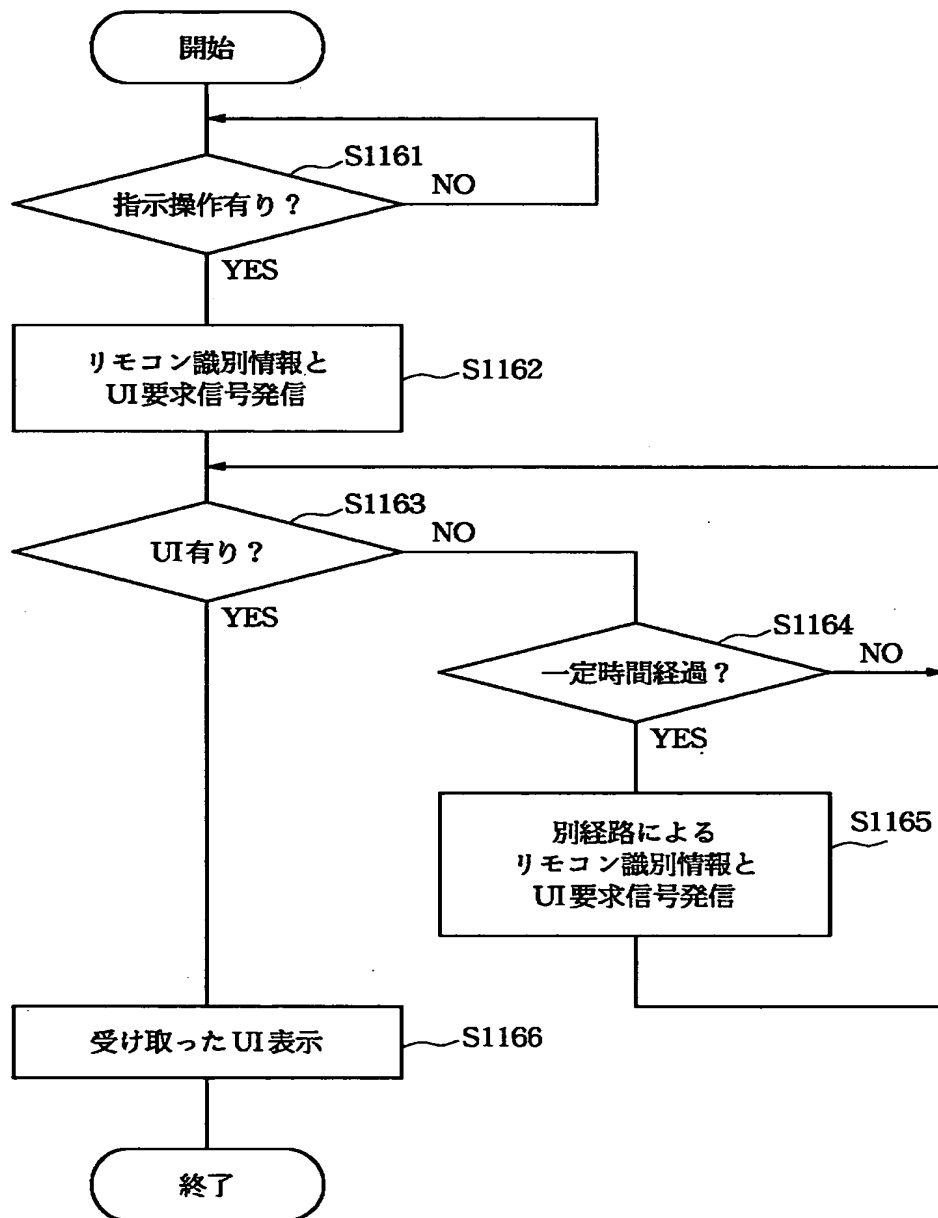 開始
S1161
指示操作有り?
NO
YES
リモコン識別情報と
UI要求信号発信
S1162
S1163
UI有り?
NO
YES
S1164
一定時間経過?
NO
YES
別経路による
リモコン識別情報と
UI要求信号発信
S1165
受け取ったUI表示
S1166
終了